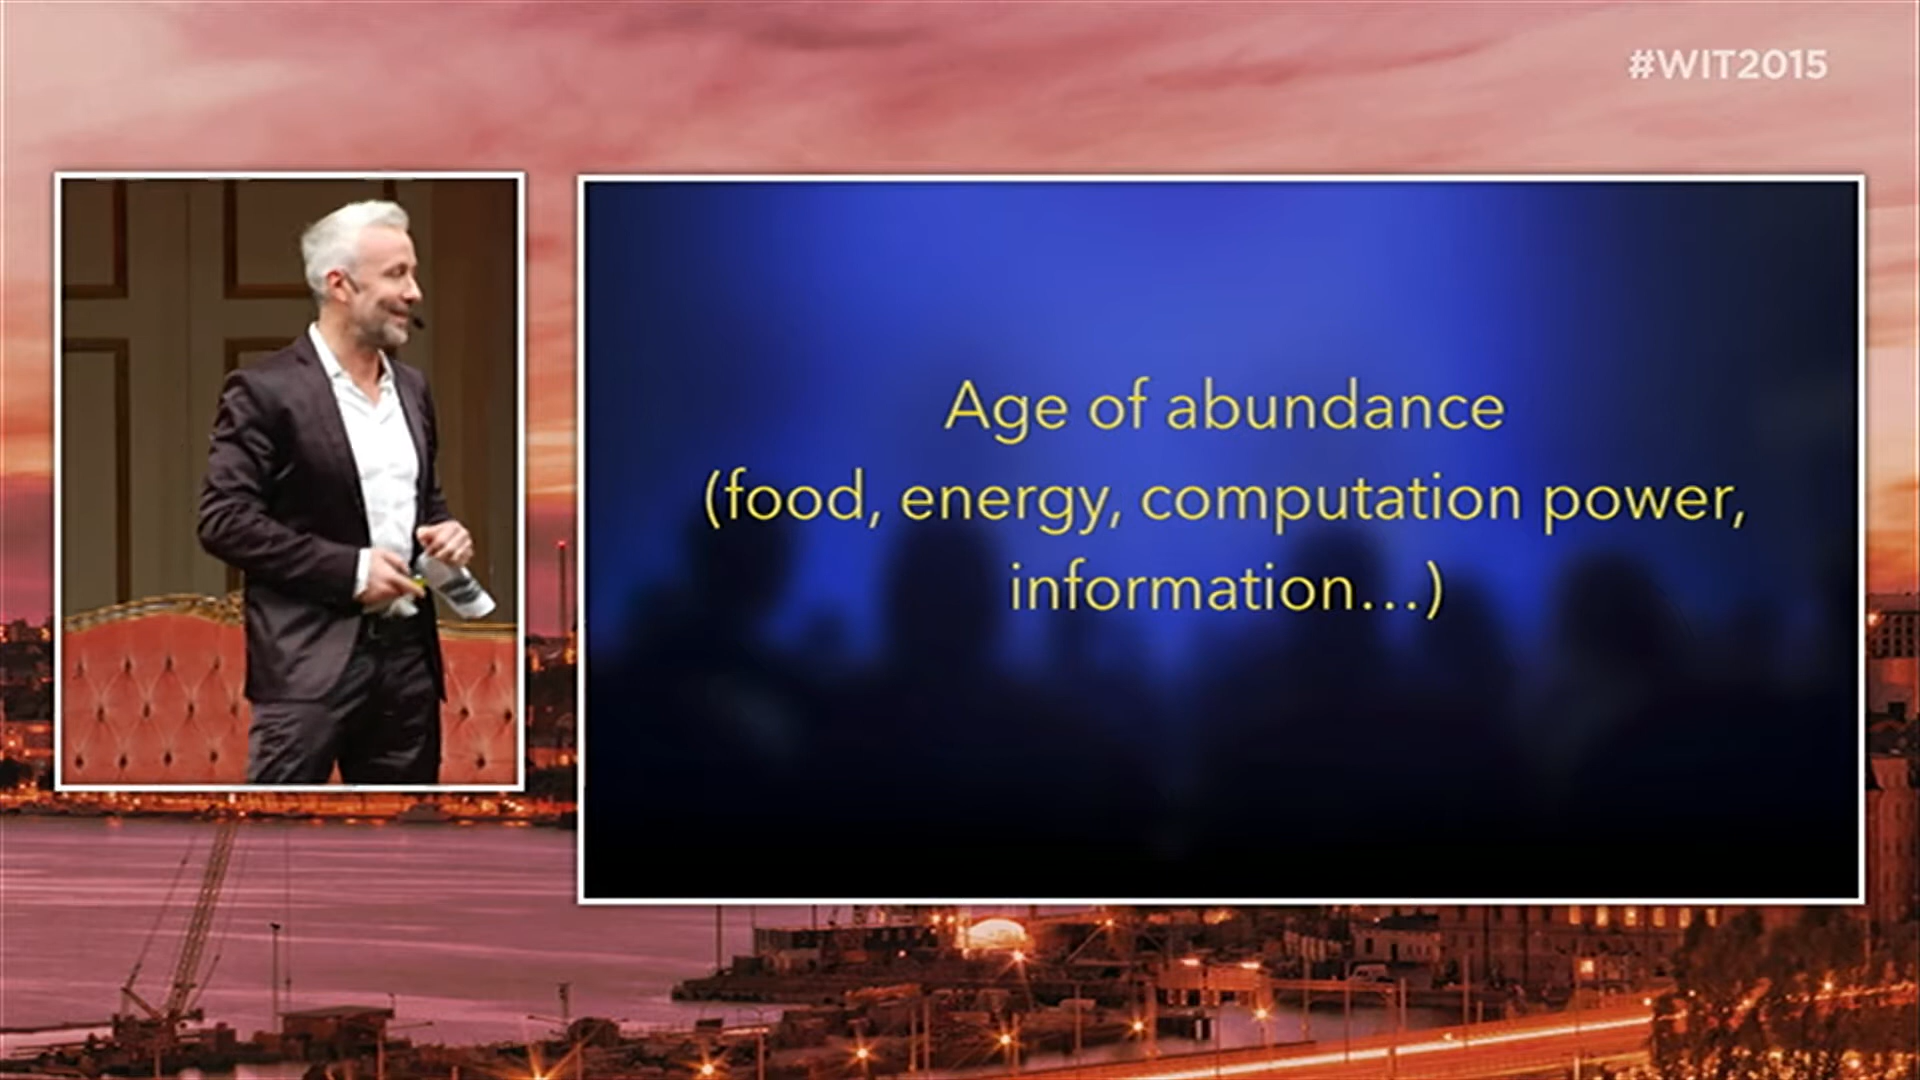 #WIT2015
Age of abundance
(food, energy, computation power,
information…)